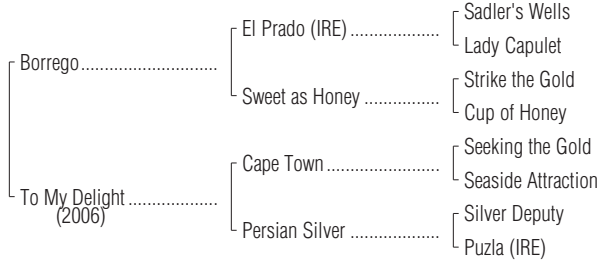 Sadler's Wells
El Prado (IRE) ...................
Lady Capulet
Borrego.............................
Strike the Gold
Sweet as Honey ................
Cup of Honey
Seeking the Gold
Cape Town........................
Seaside Attraction
To My Delight...................
(2006)
Silver Deputy
Persian Silver ...................
Puzla (IRE)